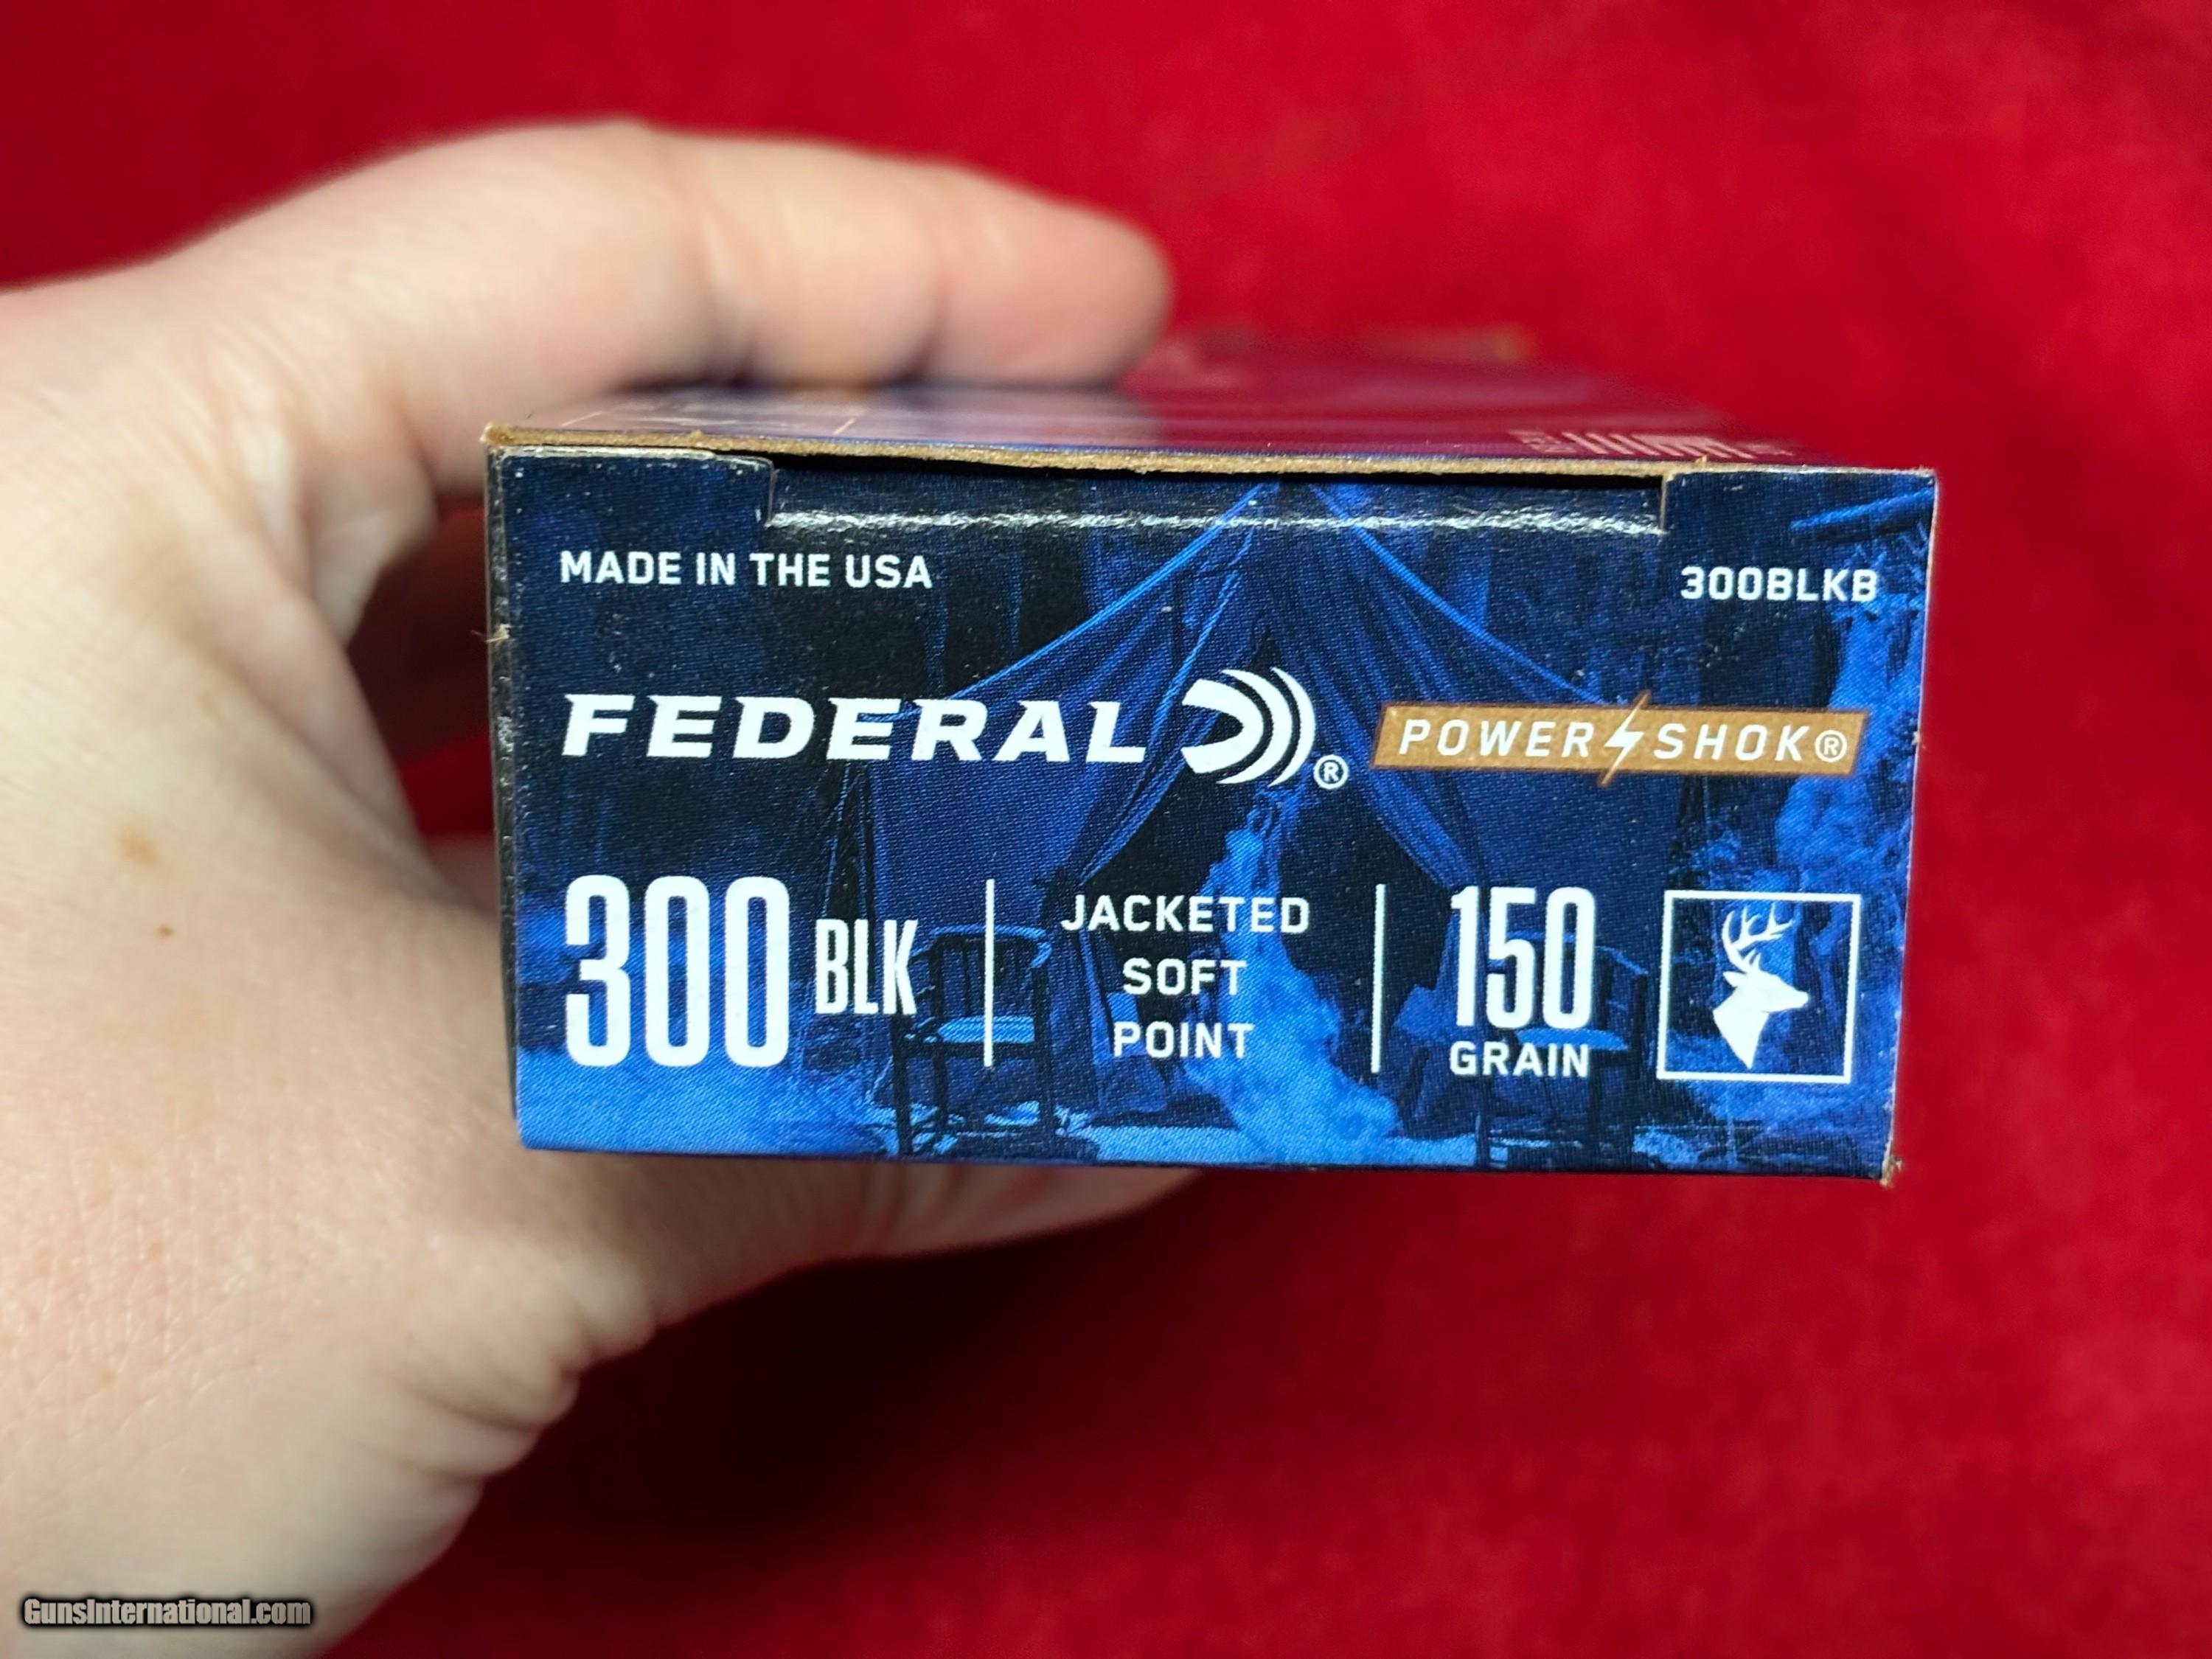 MADE IN THE USA
300BLKB
FEDERAL®
POWER SHOK®
300 BLK
JACKETED
SOFT
POINT
150
GRAIN
GunsInternational.com